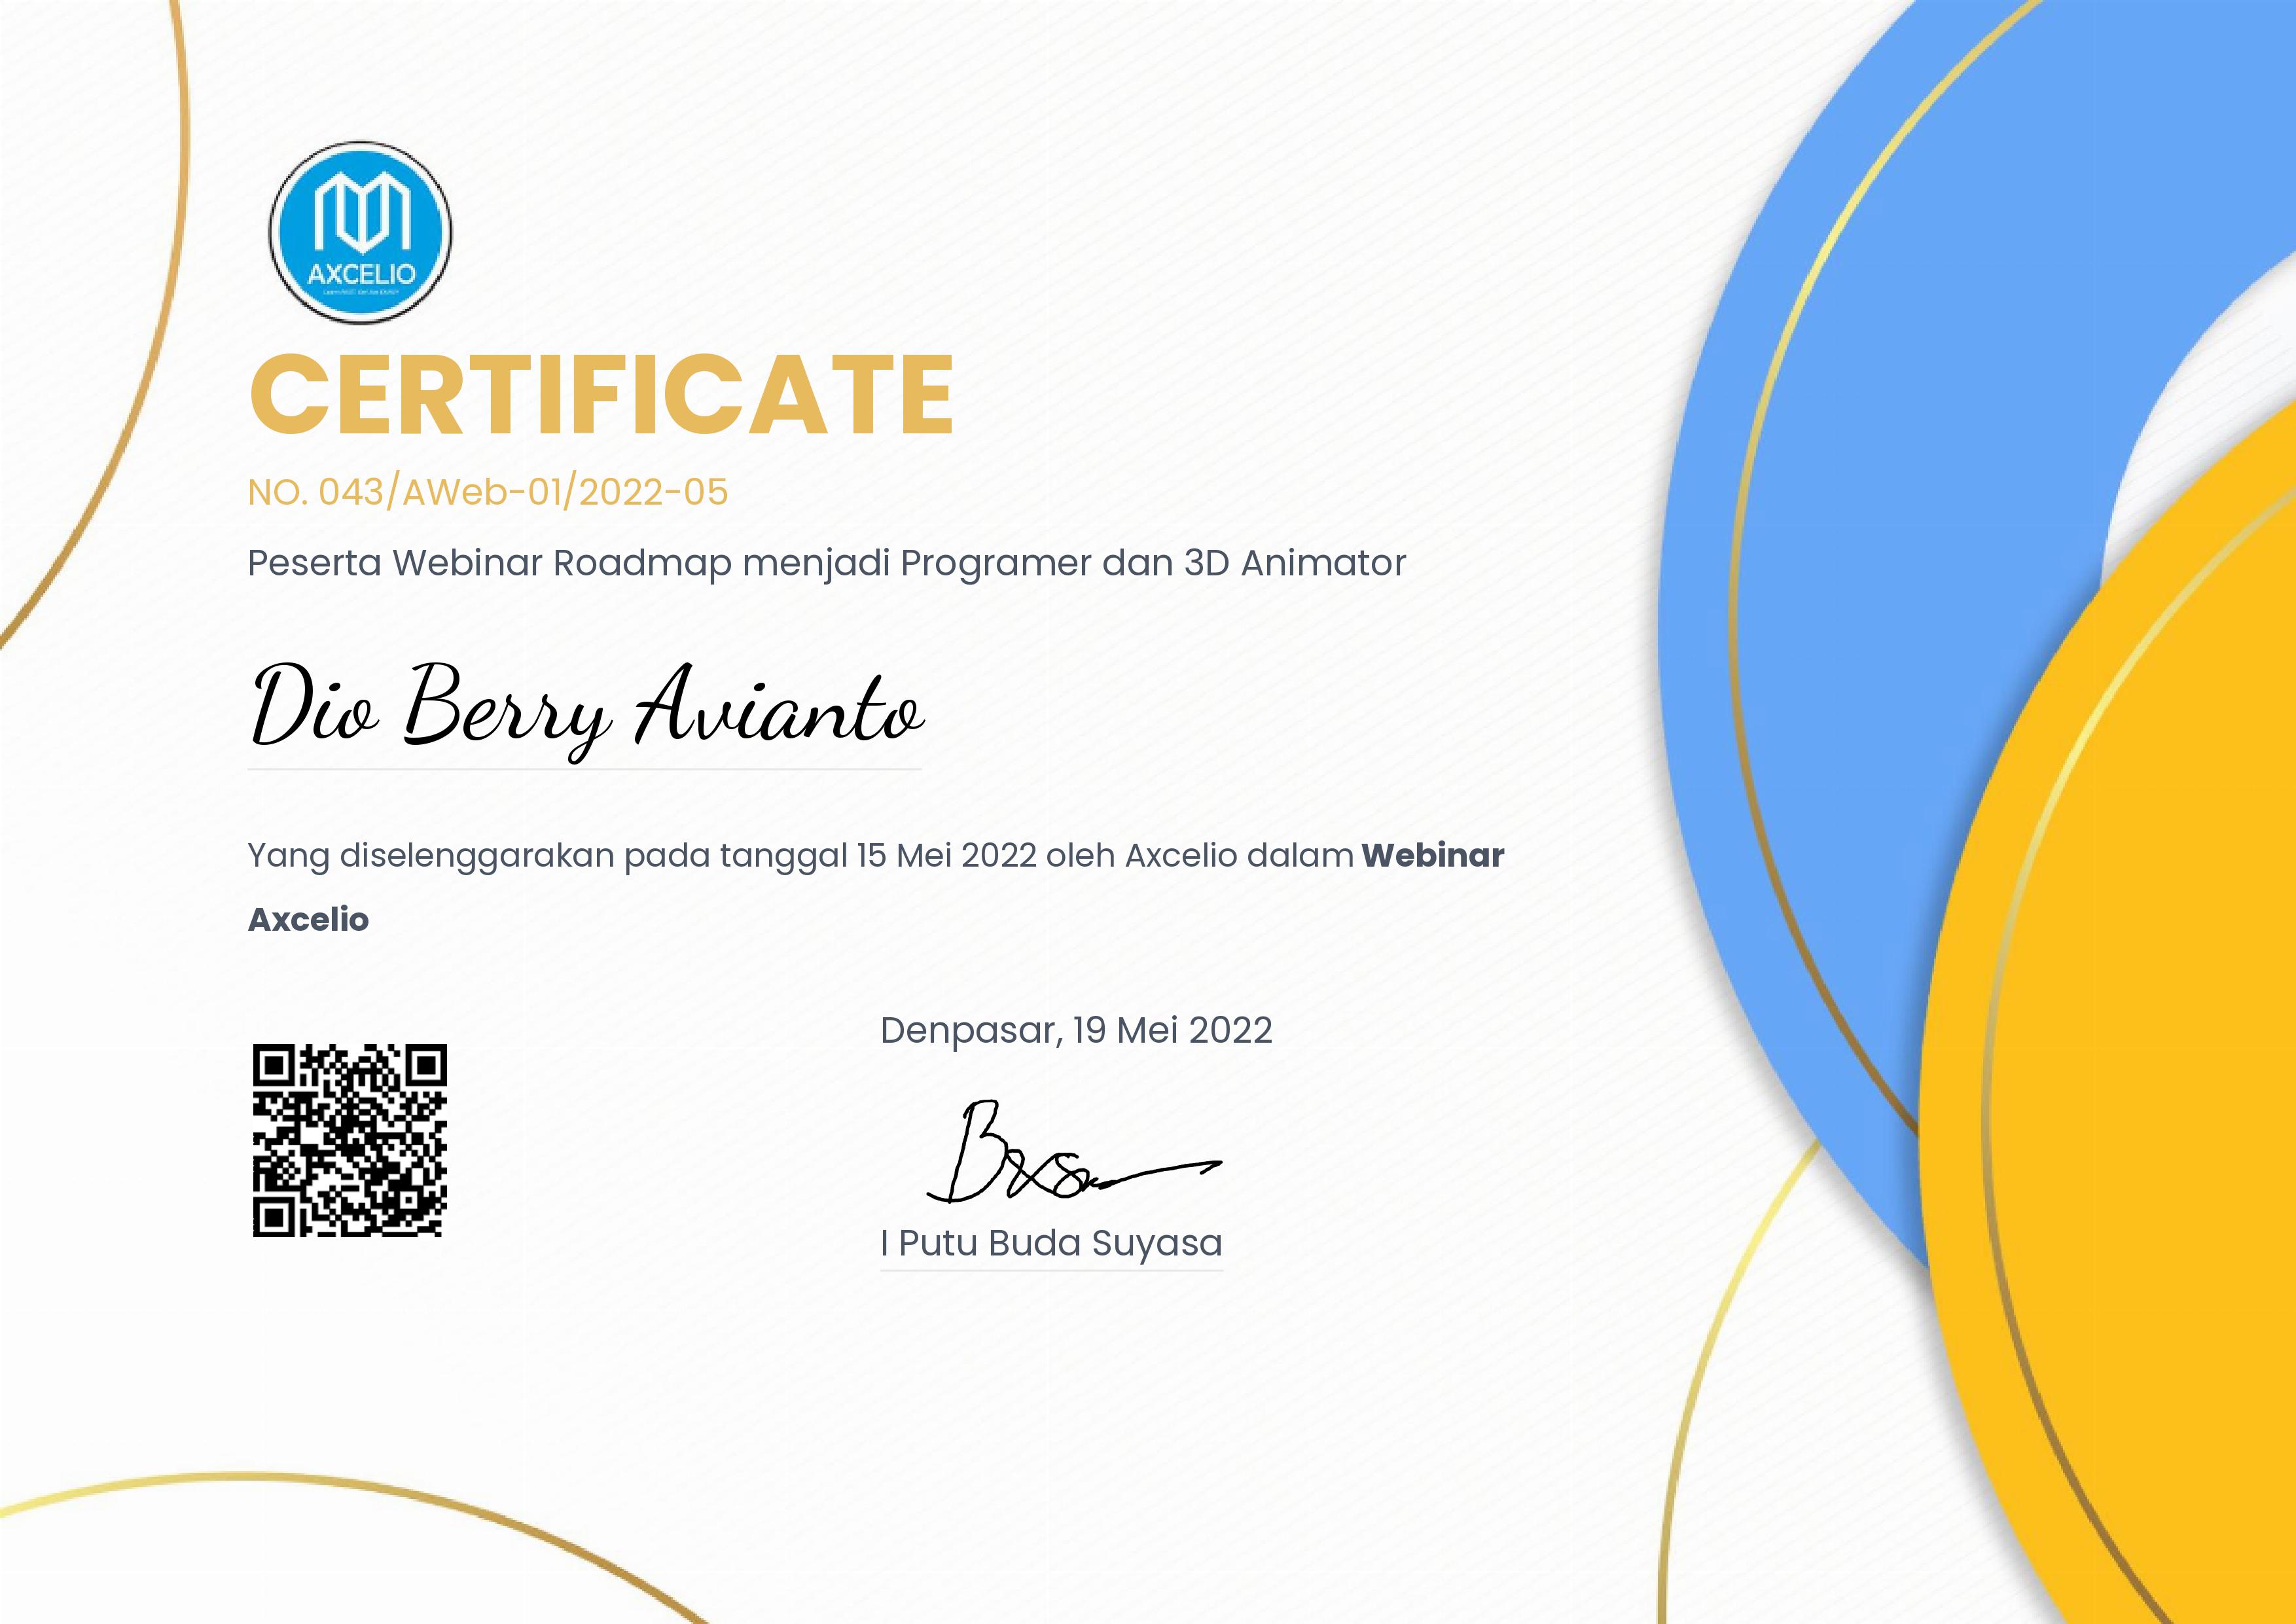 AXCELIO
CERTIFICATE
NO. 043/AWeb-01/2022-05
Peserta Webinar Roadmap menjadi Programer dan 3D Animator
Dio Berry Avianto
Yang diselenggarakan pada tanggal 15 Mei 2022 oleh Axcelio dalam Webinar
Axcelio
Denpasar, 19 Mei 2022
I Putu Buda Suyasa